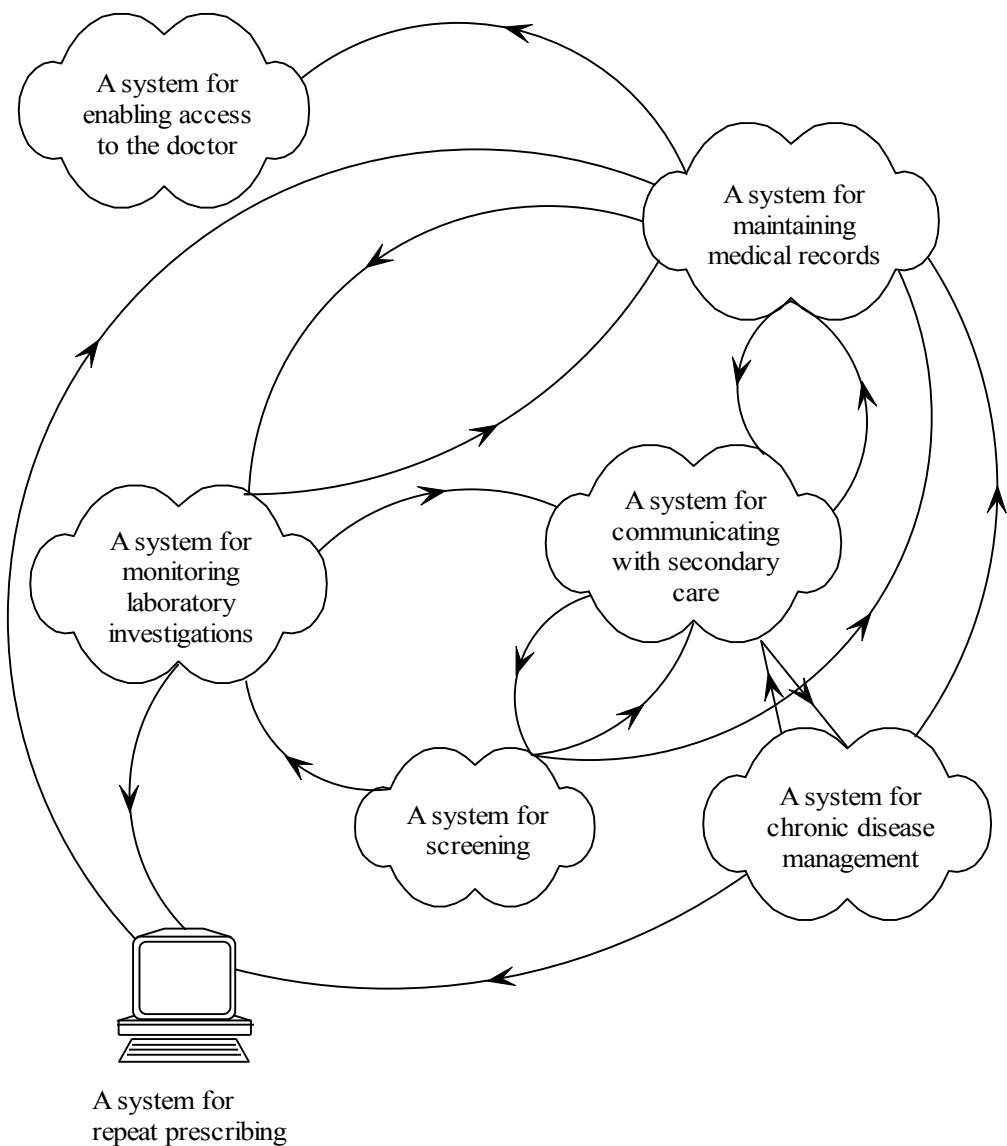 A system for
enabling access
to the doctor
A system for
maintaining
medical records
A system for
communicating
with secondary
care
A system for
monitoring
laboratory
investigations
A system for
screening
A system for
chronic disease
management
A system for
repeat prescribing